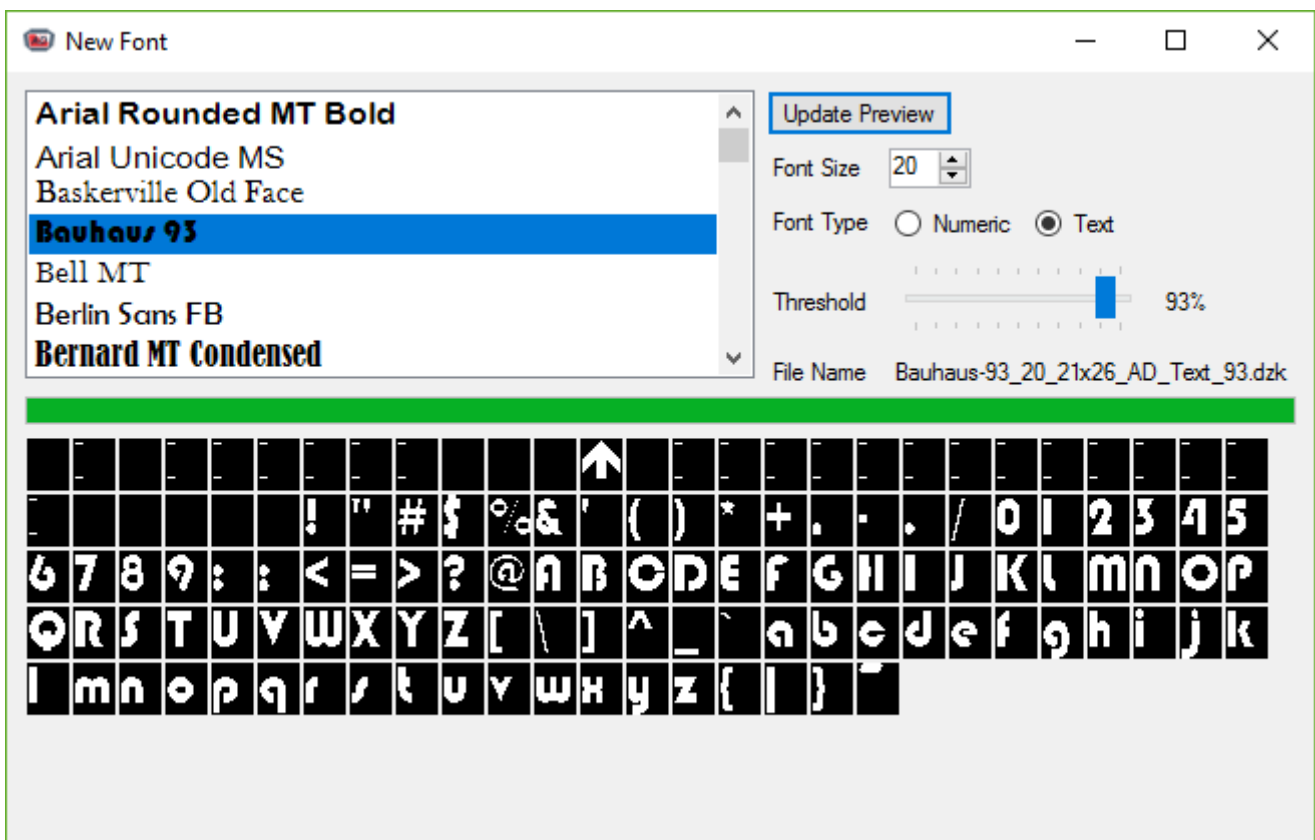 New Font
Arial Rounded MT Bold
Arial Unicode MS
Baskerville Old Face
Bauhaus 93
Bell MT
Berlin Sans FB
Bernard MT Condensed
Update Preview
Font Size 20
Font Type Numeric Text
Threshold 93%
File Name Bauhaus-93_20_21x26_AD_Text_93.dzk
! " # $ % & ' ( ) * + , - . / 0 1 2 3 4 5
6 7 8 9 : ; < = > ? @ A B C D E F G H I J K L M N O P
Q R S T U V W X Y Z [ \ ] ^ _ ` a b c d e f g h i j k
l m n o p q r s t u v w x y z { | }